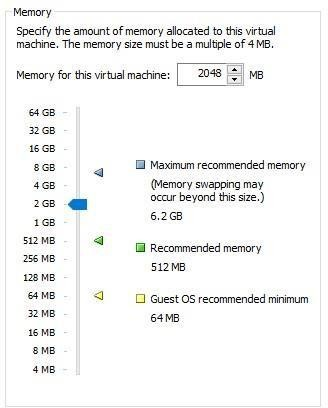 Memory
Specify the amount of memory allocated to this virtual
machine. The memory size must be a multiple of 4 MB.
Memory for this virtual machine: 2048 MB
64 GB
32 GB
16 GB
8 GB
4 GB
2 GB
1 GB
512 MB
256 MB
128 MB
64 MB
32 MB
16 MB
8 MB
4 MB
Maximum recommended memory
(Memory swapping may
occur beyond this size.)
6.2 GB
Recommended memory
512 MB
Guest OS recommended minimum
64 MB